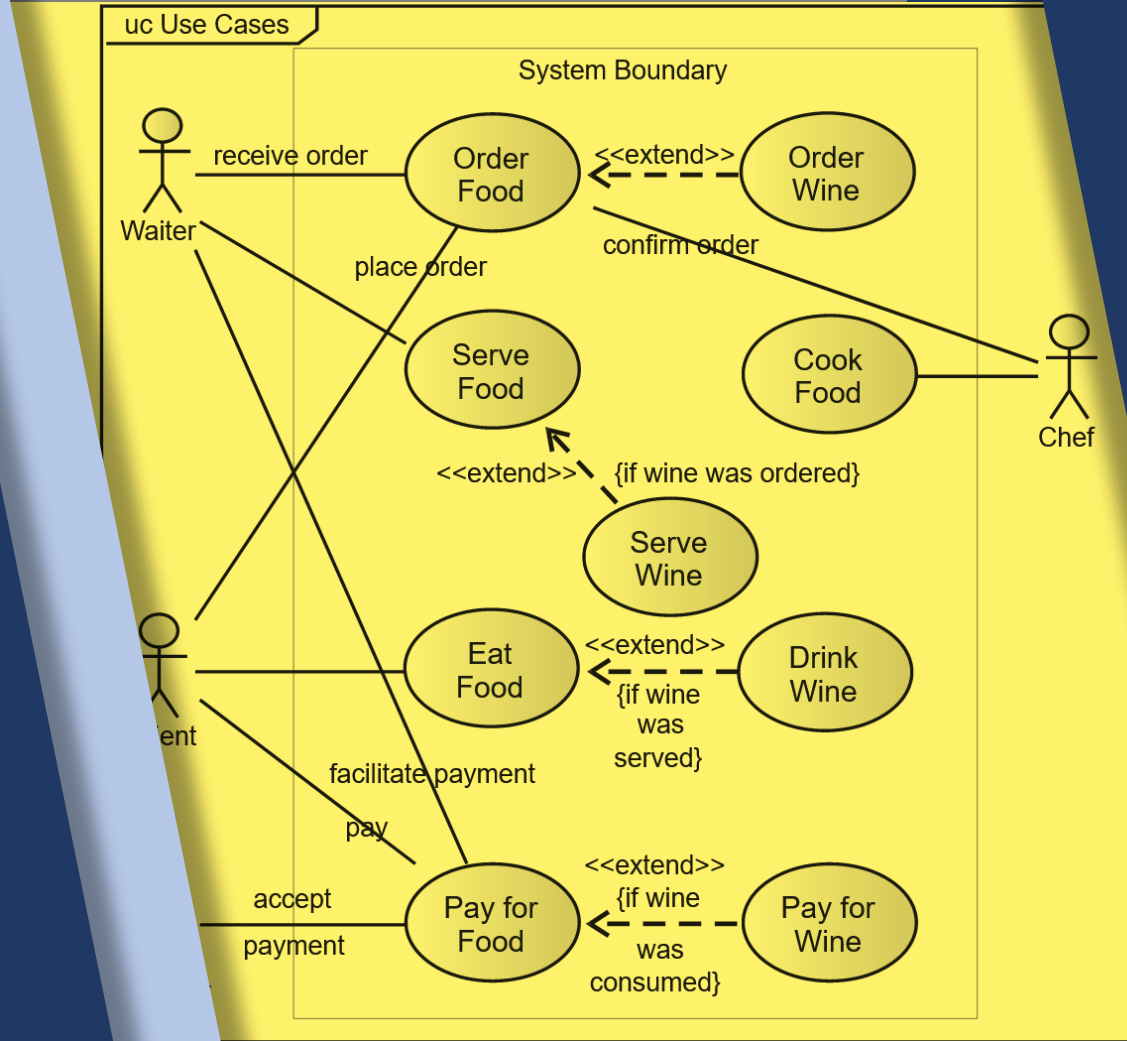 uc Use Cases
System Boundary
receive order
Order
Food
<<extend>>
Order
Wine
Waiter
place order
confirm order
Serve
Food
Cook
Food
Chef
<<extend>>
{if wine was ordered}
Serve
Wine
Eat
Food
<<extend>>
{if wine
was
served}
Drink
Wine
facilitate payment
pay
accept
payment
Pay for
Food
<<extend>>
{if wine
was
consumed}
Pay for
Wine